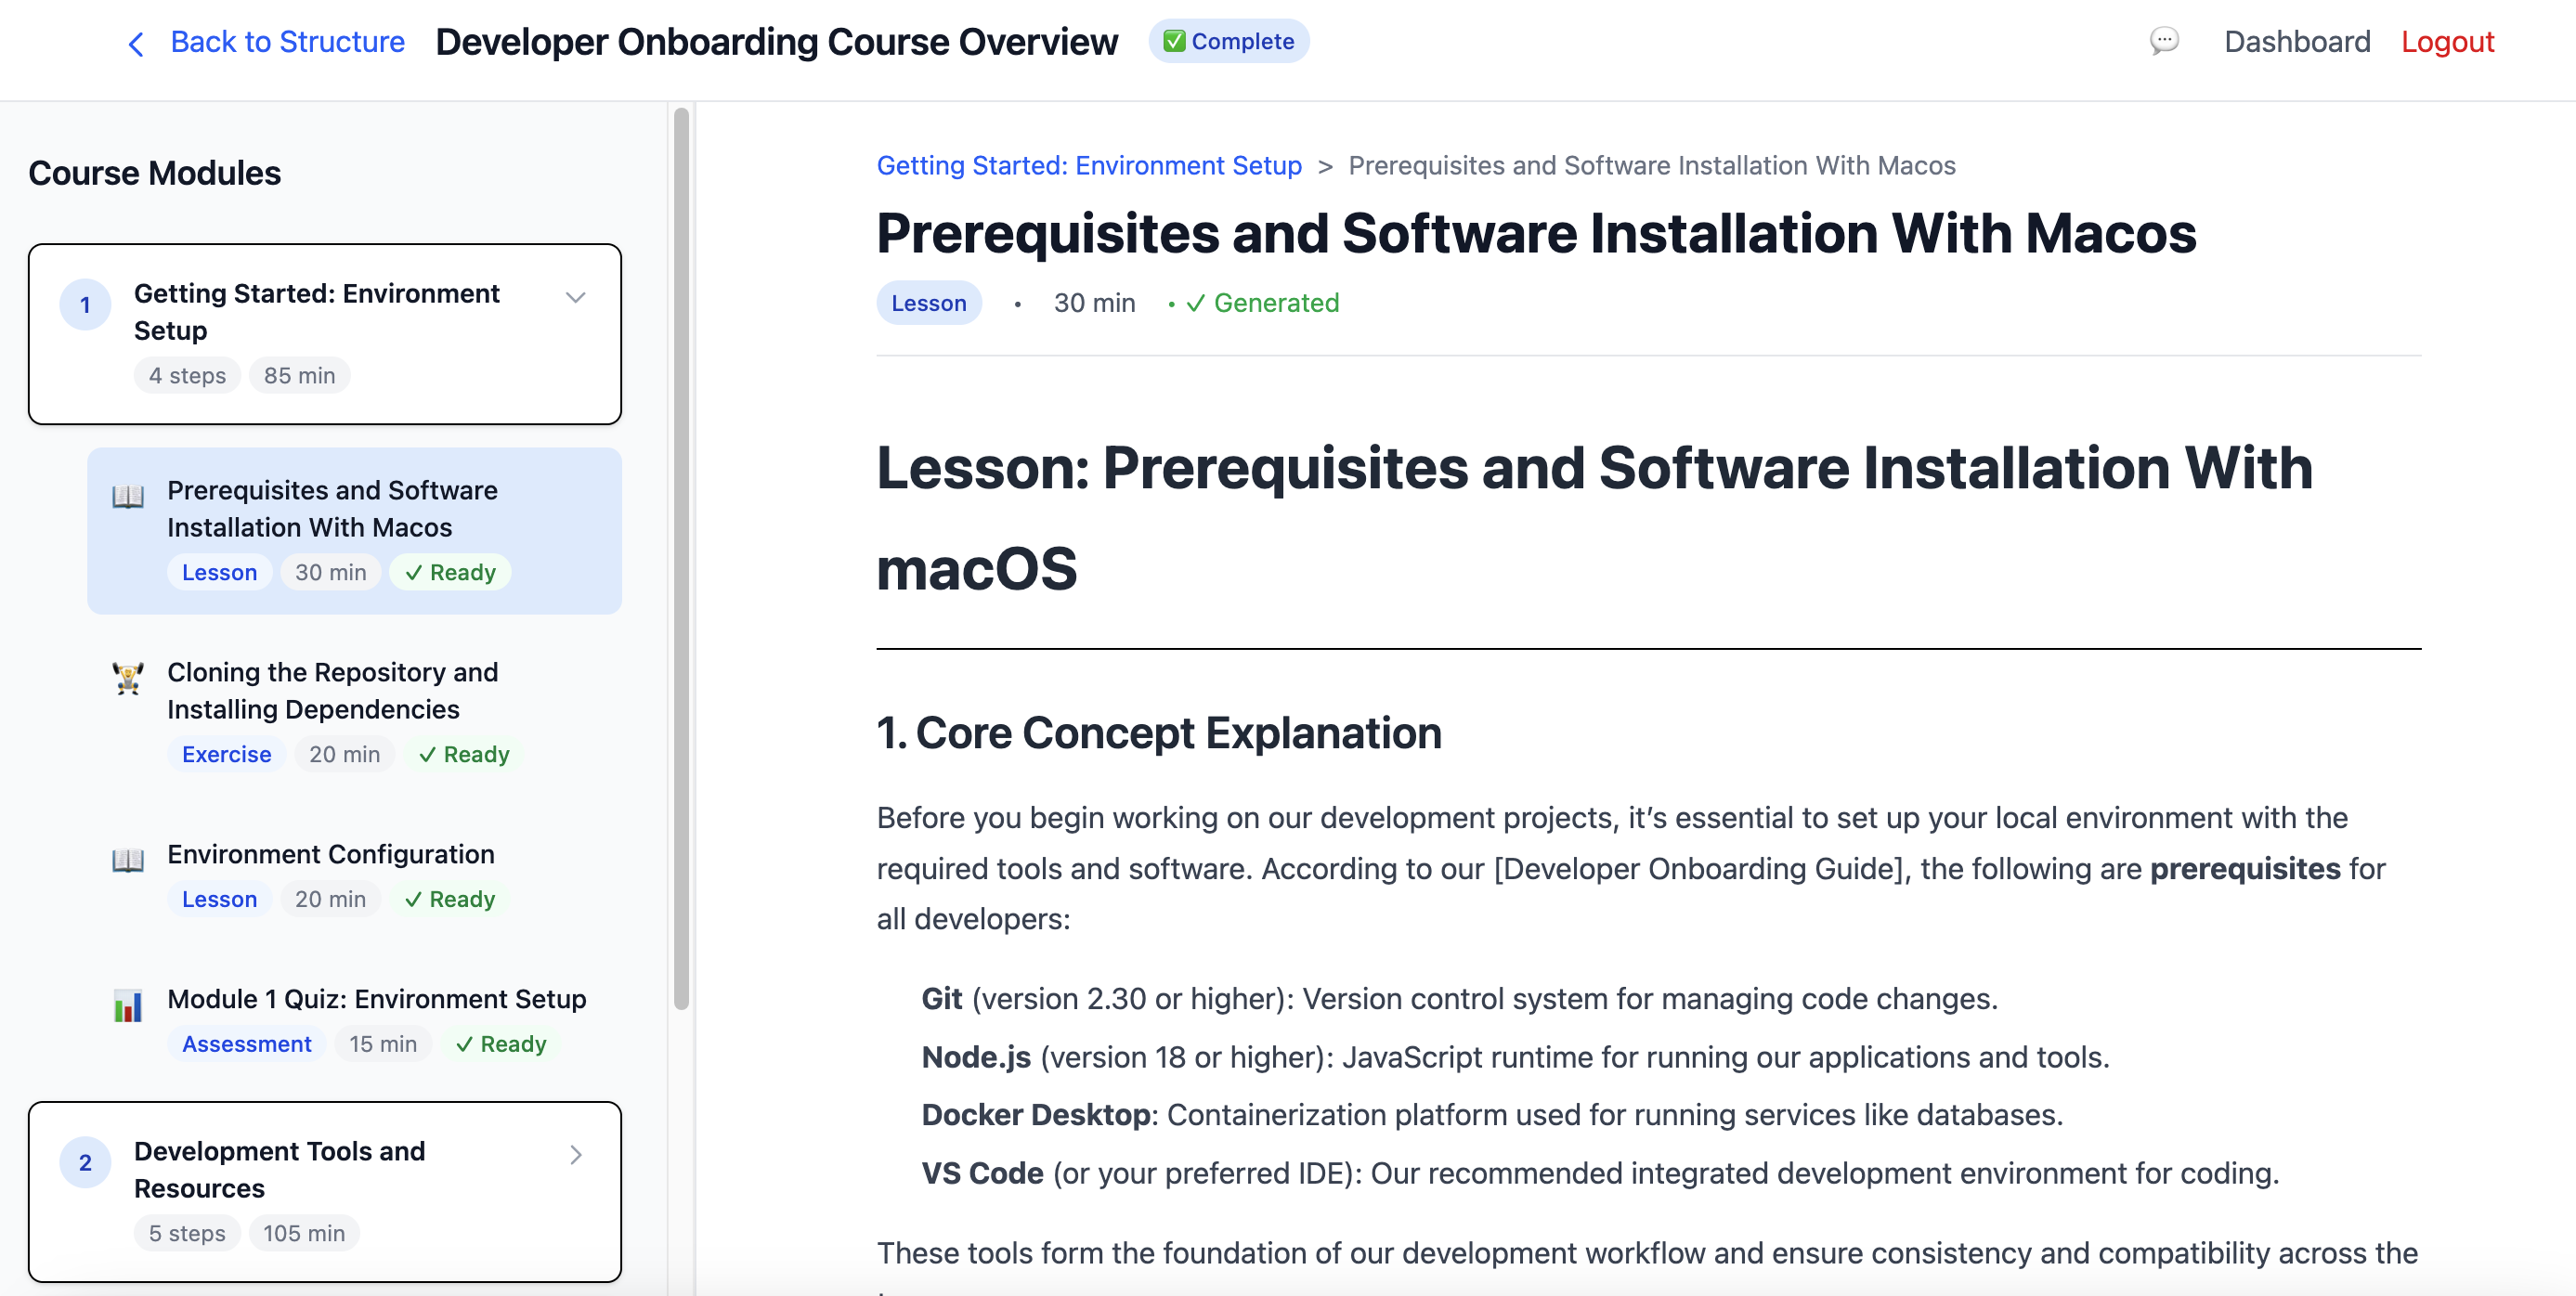 Back to Structure Developer Onboarding Course Overview ✅ Complete 💬 Dashboard Logout
Course Modules
1
Getting Started: Environment
Setup
4 steps 85 min
Prerequisites and Software
Installation With Macos
Lesson 30 min ✓ Ready
Cloning the Repository and
Installing Dependencies
Exercise 20 min ✓ Ready
Environment Configuration
Lesson 20 min ✓ Ready
Module 1 Quiz: Environment Setup
Assessment 15 min ✓ Ready
2
Development Tools and
Resources
5 steps 105 min
Getting Started: Environment Setup > Prerequisites and Software Installation With Macos
Prerequisites and Software Installation With Macos
Lesson • 30 min • ✓ Generated
Lesson: Prerequisites and Software Installation With
macOS
1. Core Concept Explanation
Before you begin working on our development projects, it’s essential to set up your local environment with the
required tools and software. According to our [Developer Onboarding Guide], the following are prerequisites for
all developers:
Git (version 2.30 or higher): Version control system for managing code changes.
Node.js (version 18 or higher): JavaScript runtime for running our applications and tools.
Docker Desktop: Containerization platform used for running services like databases.
VS Code (or your preferred IDE): Our recommended integrated development environment for coding.
These tools form the foundation of our development workflow and ensure consistency and compatibility across the